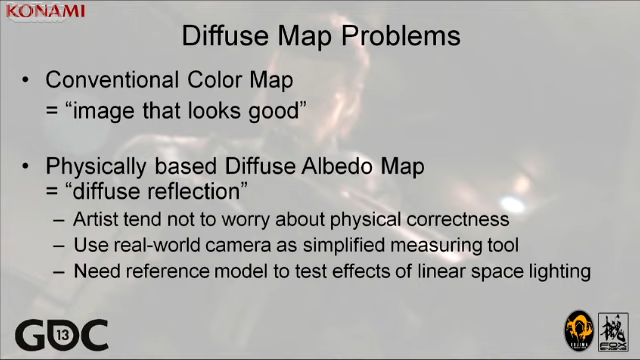 KONAMI
Diffuse Map Problems
• Conventional Color Map
= “image that looks good”
• Physically based Diffuse Albedo Map
= “diffuse reflection”
– Artist tend not to worry about physical correctness
– Use real-world camera as simplified measuring tool
– Need reference model to test effects of linear space lighting
GDC
13
FOX